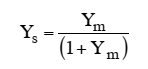 Yₛ = Yₘ / (1 + Yₘ)